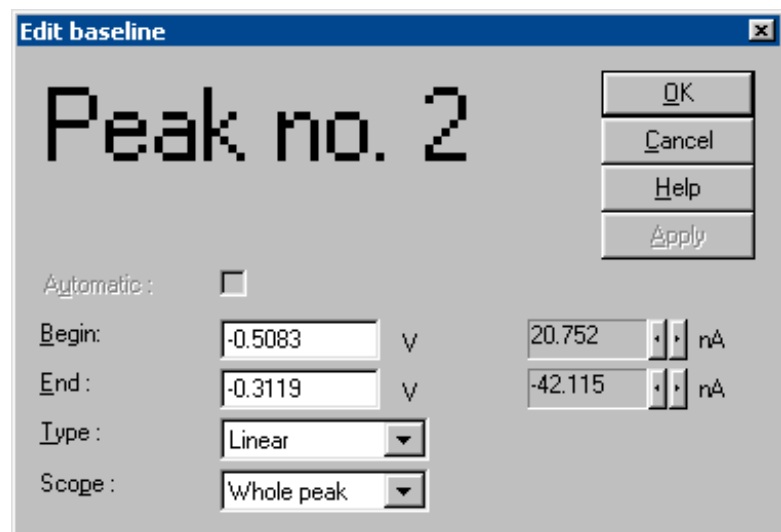 Edit baseline
Peak no. 2
OK
Cancel
Help
Apply
Automatic :
Begin: -0.5083 V 20.752 nA
End : -0.3119 V -42.115 nA
Type : Linear
Scope : Whole peak